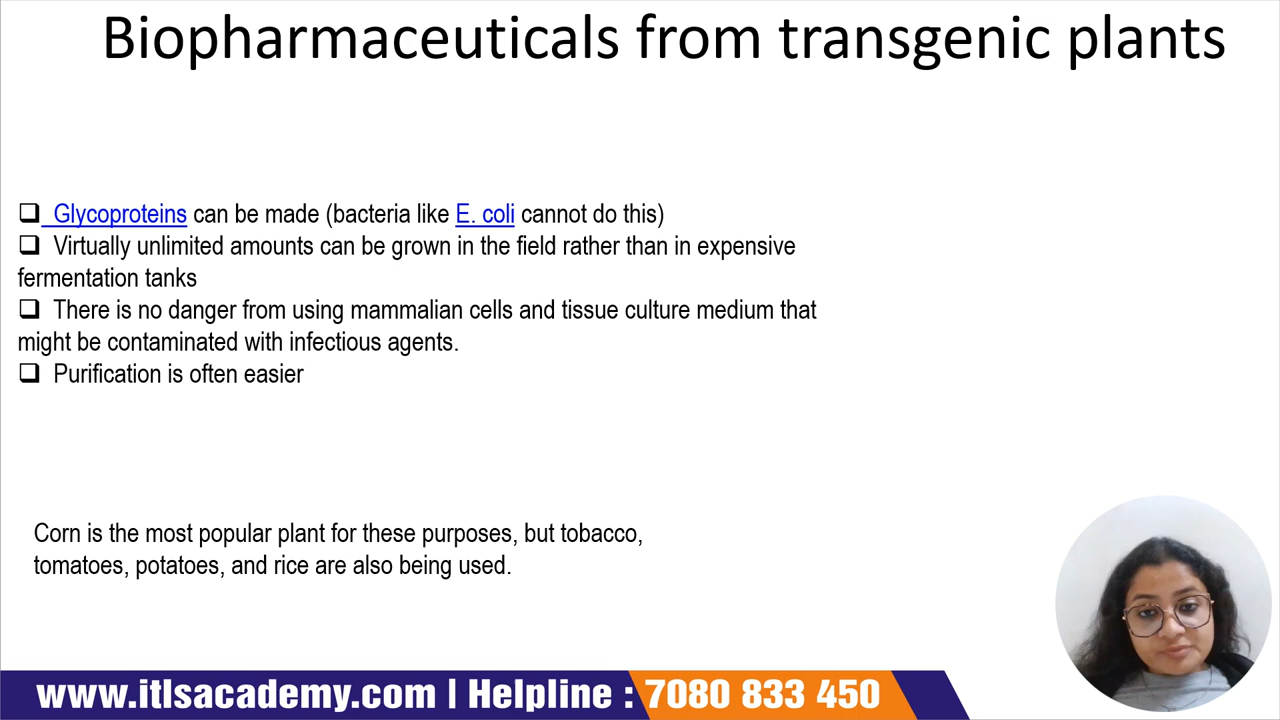 Biopharmaceuticals from transgenic plants
❑ Glycoproteins can be made (bacteria like E. coli cannot do this)
❑ Virtually unlimited amounts can be grown in the field rather than in expensive
fermentation tanks
❑ There is no danger from using mammalian cells and tissue culture medium that
might be contaminated with infectious agents.
❑ Purification is often easier
Corn is the most popular plant for these purposes, but tobacco,
tomatoes, potatoes, and rice are also being used.
www.itlsacademy.com | Helpline : 7080 833 450